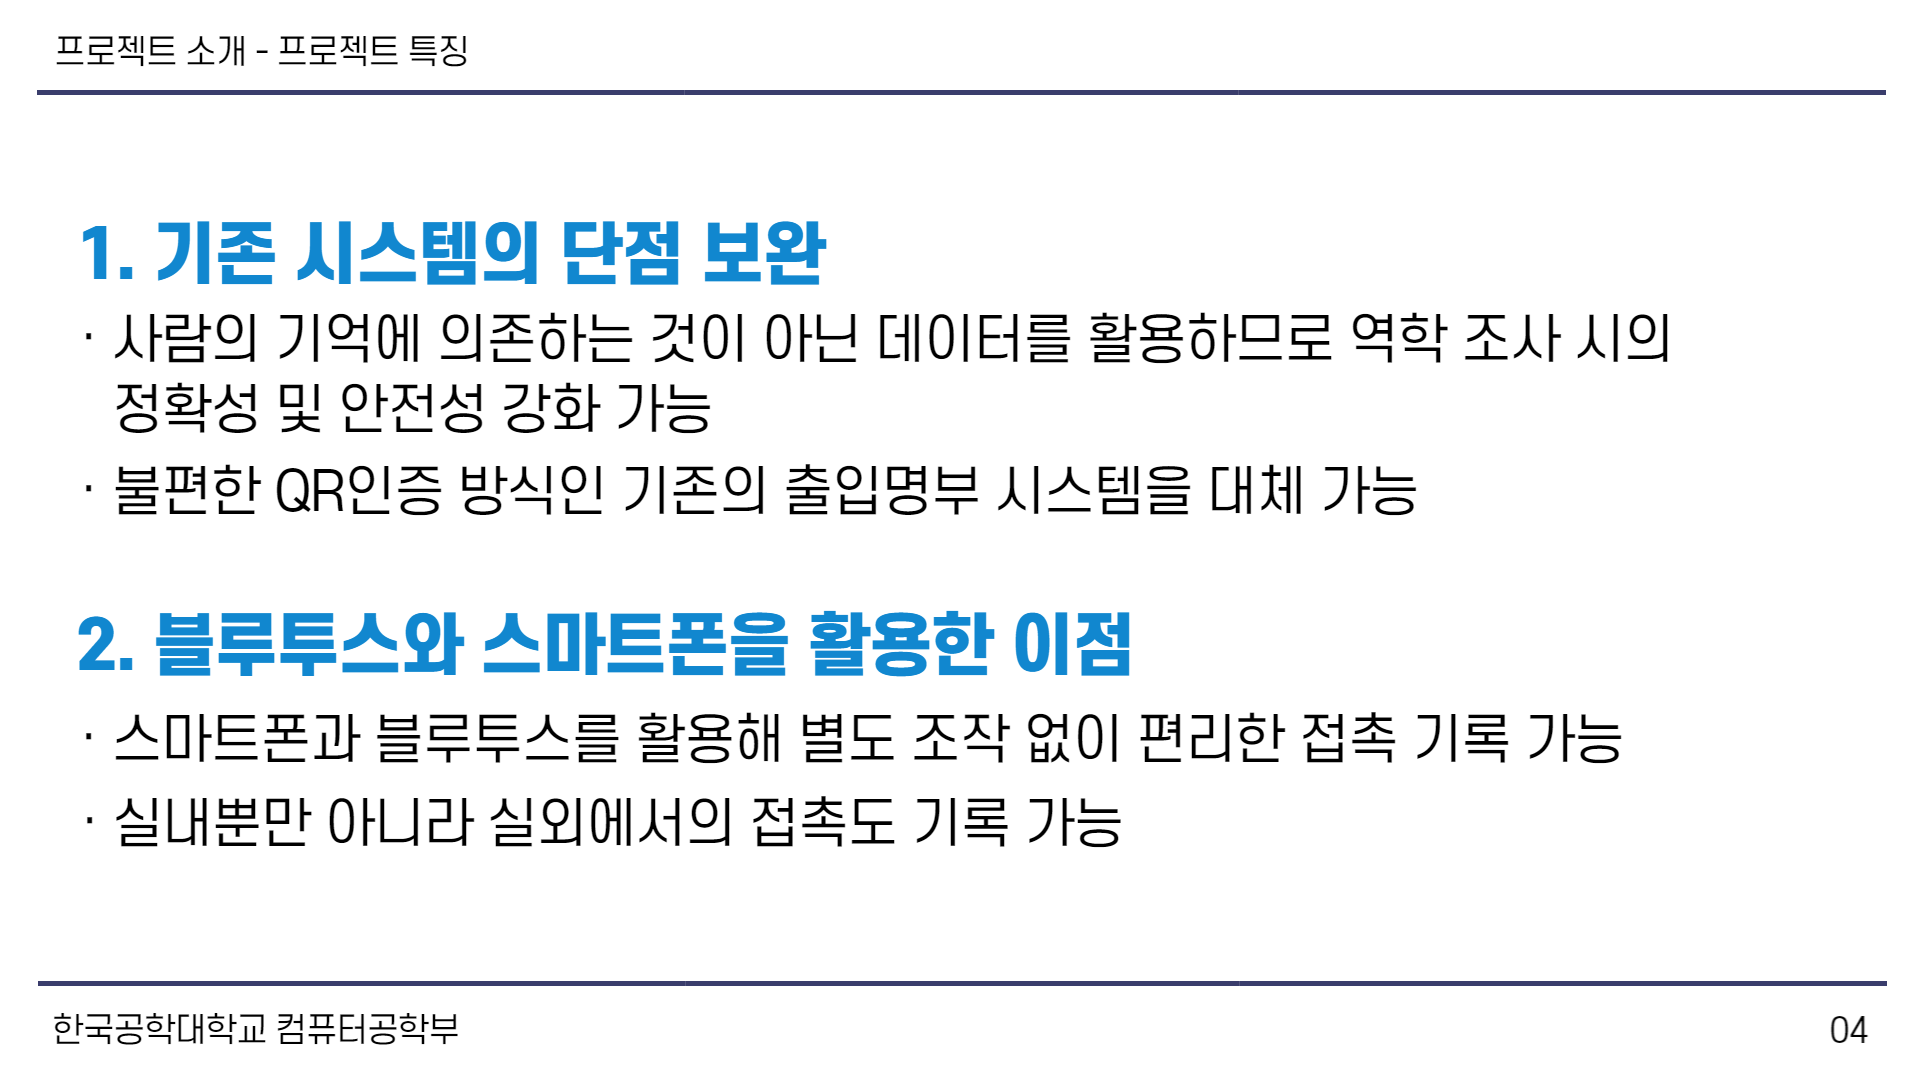 프로젝트 소개 - 프로젝트 특징
1. 기존 시스템의 단점 보완
· 사람의 기억에 의존하는 것이 아닌 데이터를 활용하므로 역학 조사 시의
정확성 및 안전성 강화 가능
· 불편한 QR인증 방식인 기존의 출입명부 시스템을 대체 가능
2. 블루투스와 스마트폰을 활용한 이점
· 스마트폰과 블루투스를 활용해 별도 조작 없이 편리한 접촉 기록 가능
· 실내뿐만 아니라 실외에서의 접촉도 기록 가능
한국공학대학교 컴퓨터공학부
04